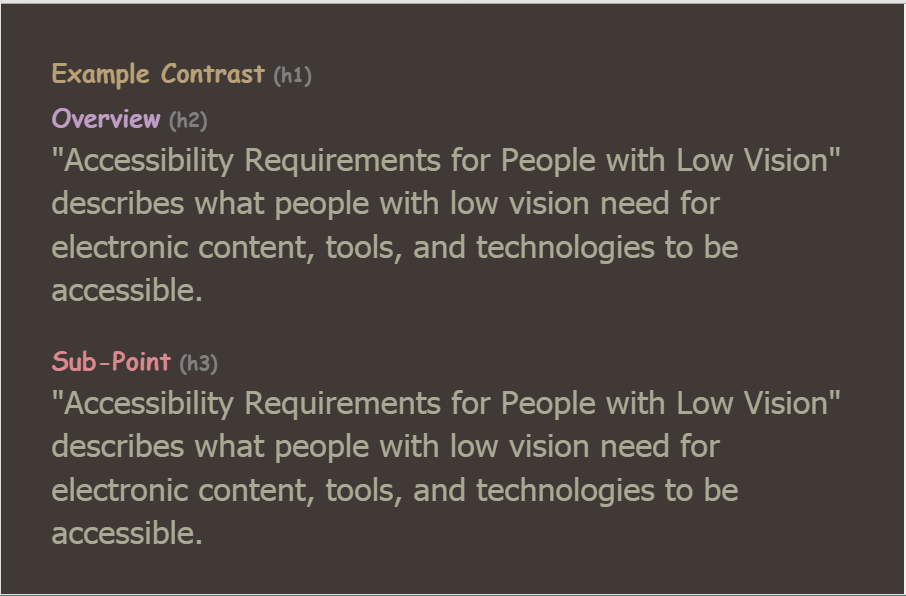 Example Contrast (h1)
Overview (h2)
"Accessibility Requirements for People with Low Vision"
describes what people with low vision need for
electronic content, tools, and technologies to be
accessible.
Sub-Point (h3)
"Accessibility Requirements for People with Low Vision"
describes what people with low vision need for
electronic content, tools, and technologies to be
accessible.